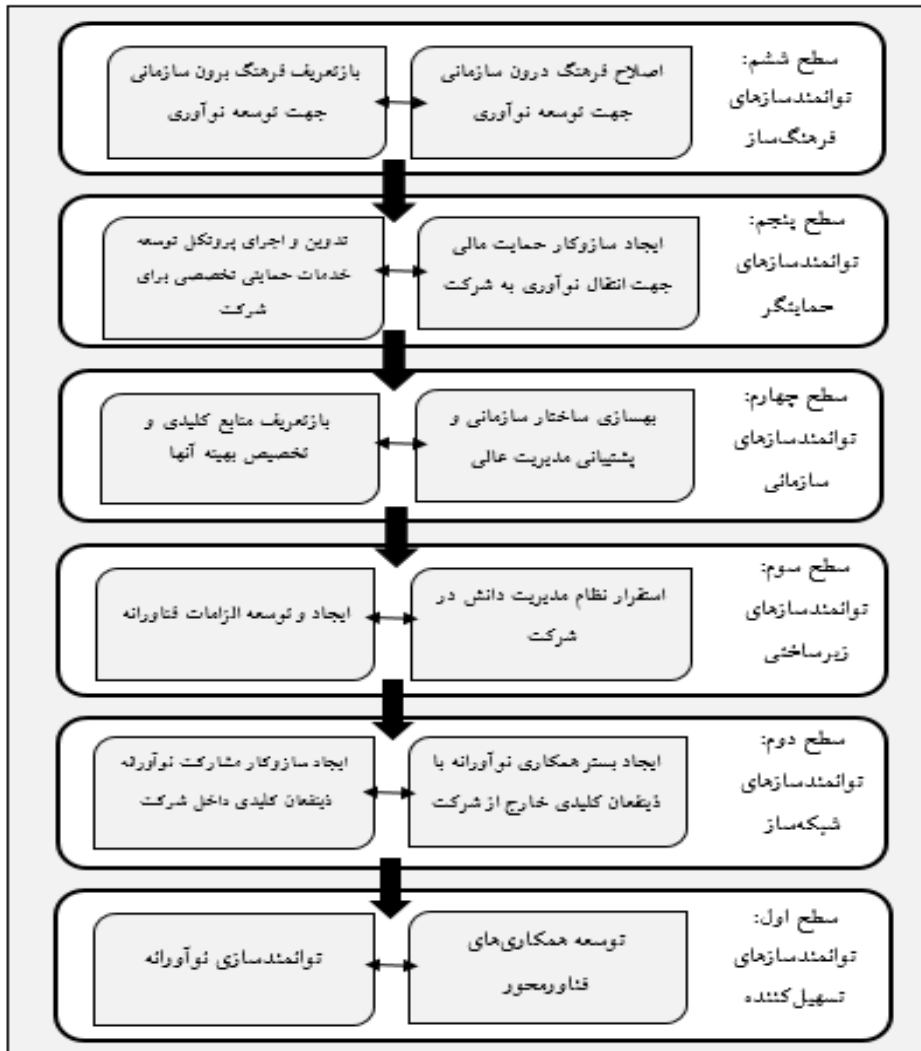 سطح ششم:
توانمندسازهای
فرهنگ‌ساز
اصلاح فرهنگ درون سازمانی
جهت توسعه نوآوری
بازتعریف فرهنگ برون سازمانی
جهت توسعه نوآوری
سطح پنجم:
توانمندسازهای
حمایتگر
ایجاد سازوکار حمایت مالی
جهت انتقال نوآوری به شرکت
تدوین و اجرای پروتکل توسعه
خدمات حمایتی تخصصی برای
شرکت
سطح چهارم:
توانمندسازهای
سازمانی
بهسازی ساختار سازمانی و
پشتیبانی مدیریت عالی
بازتعریف منابع کلیدی و
تخصیص بهینه آنها
سطح سوم:
توانمندسازهای
زیرساختی
استقرار نظام مدیریت دانش در
شرکت
ایجاد و توسعه الزامات فناورانه
سطح دوم:
توانمندسازهای
شبکه‌ساز
ایجاد بستر همکاری نوآورانه با
ذینفعان کلیدی خارج از شرکت
ایجاد سازوکار مشارکت نوآورانه
ذینفعان کلیدی داخل شرکت
سطح اول:
توانمندسازهای
تسهیل‌کننده
توسعه همکاری‌های
فناورمحور
توانمندسازی نوآورانه